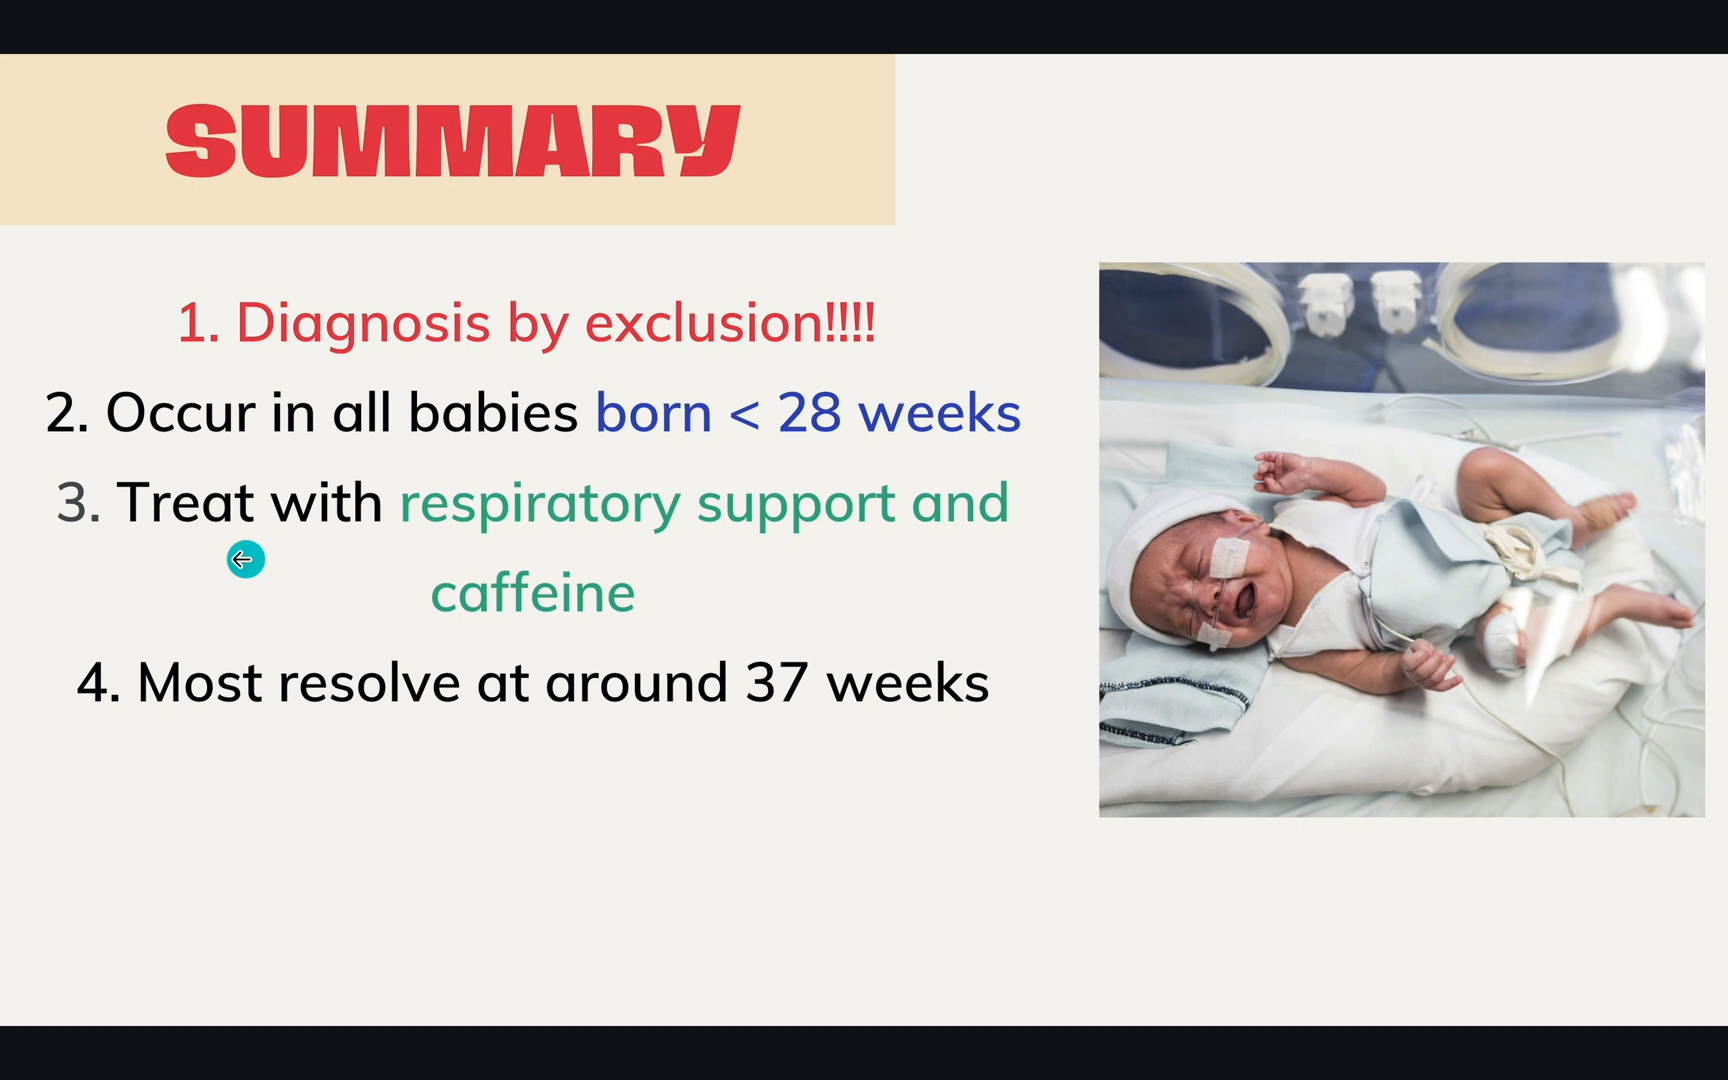 SUMMARY
1. Diagnosis by exclusion!!!!
2. Occur in all babies born < 28 weeks
3. Treat with respiratory support and
caffeine
4. Most resolve at around 37 weeks